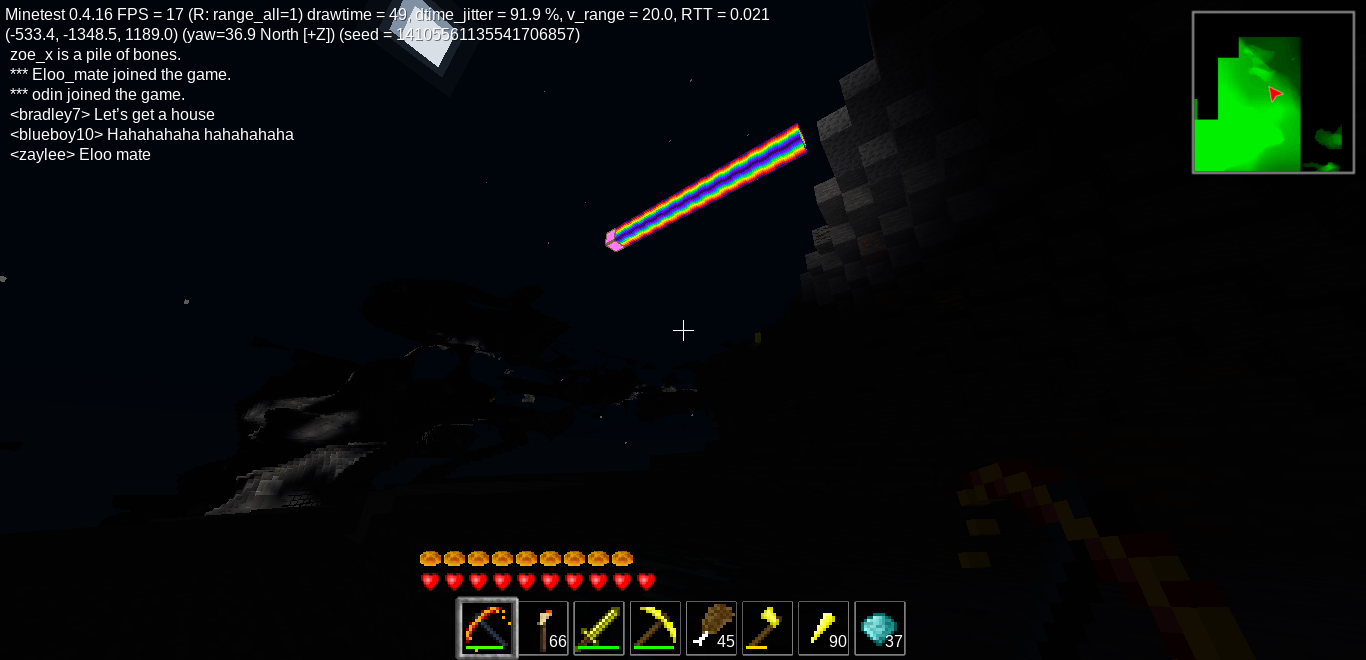 Minetest 0.4.16 FPS = 17 (R: range_all=1) drawtime = 49, dtime_jitter = 91.9 %, v_range = 20.0, RTT = 0.021
(-533.4, -1348.5, 1189.0) (yaw=36.9 North [+Z]) (seed = 14105561135541706857)
zoe_x is a pile of bones.
*** Eloo_mate joined the game.
*** odin joined the game.
<bradley7> Let's get a house
<blueboy10> Hahahahaha hahahahaha
<zaylee> Eloo mate
66 45 90 37